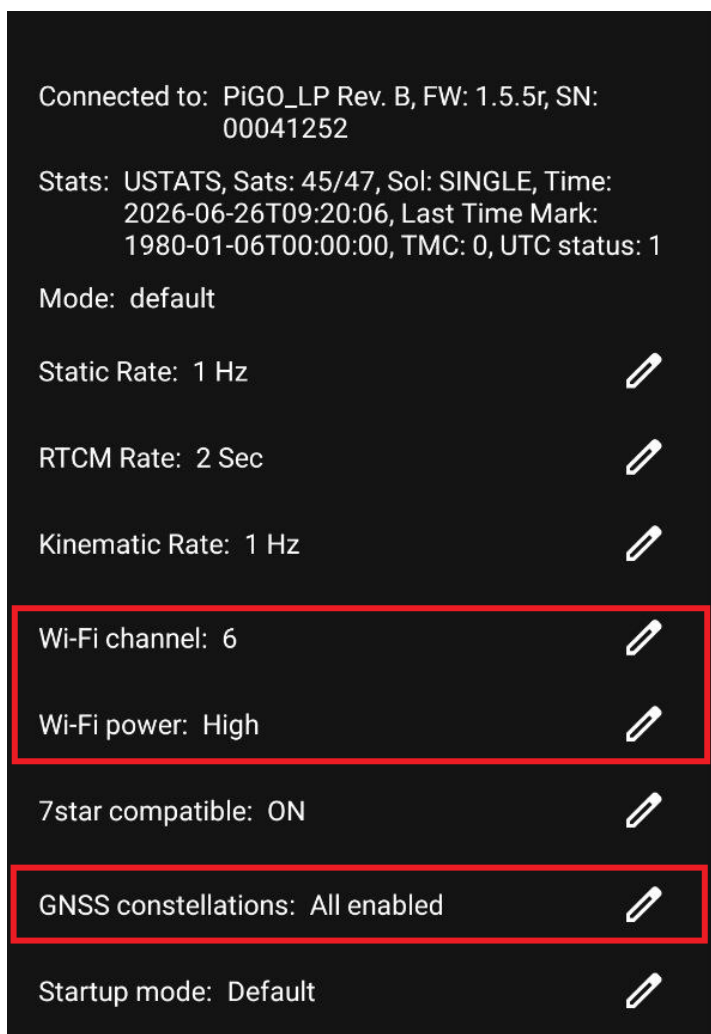 Connected to: PiGO_LP Rev. B, FW: 1.5.5r, SN:
00041252
Stats: USTATS, Sats: 45/47, Sol: SINGLE, Time:
2026-06-26T09:20:06, Last Time Mark:
1980-01-06T00:00:00, TMC: 0, UTC status: 1
Mode: default
Static Rate: 1 Hz
RTCM Rate: 2 Sec
Kinematic Rate: 1 Hz
Wi-Fi channel: 6
Wi-Fi power: High
7star compatible: ON
GNSS constellations: All enabled
Startup mode: Default